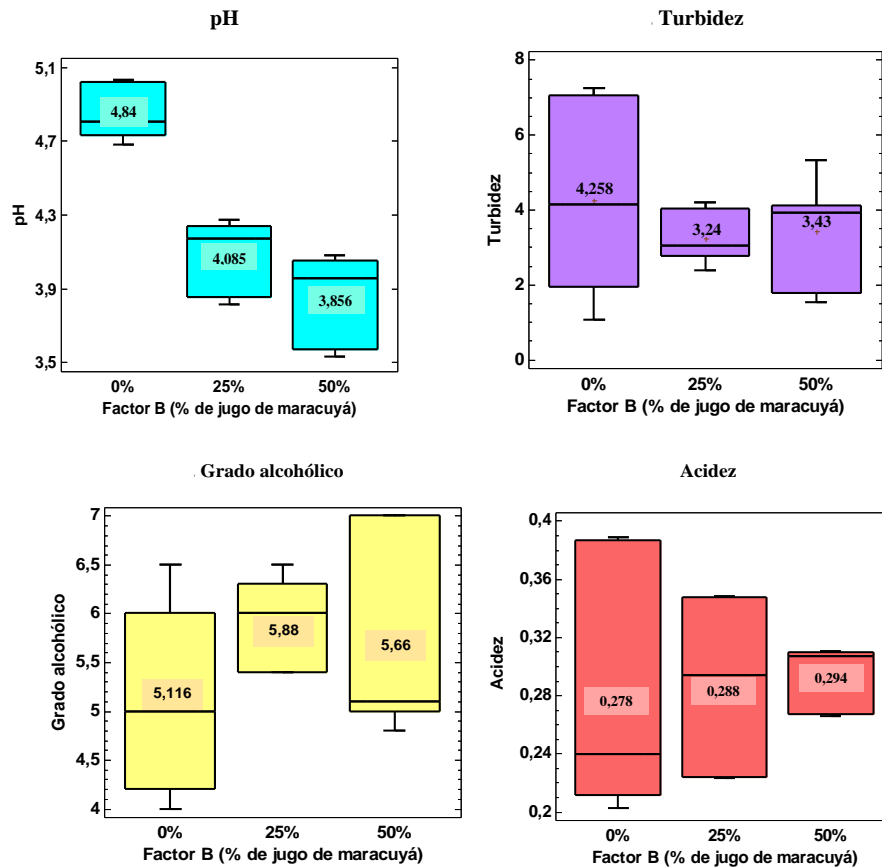 pH
5,1
4,7
4,3
3,9
3,5
pH
4,84
4,085
3,856
0% 25% 50%
Factor B (% de jugo de maracuyá)
. Turbidez
8
6
4
2
0
Turbidez
4,258
3,24
3,43
0% 25% 50%
Factor B (% de jugo de maracuyá)
. Grado alcohólico
7
6,5
6
5,5
5
4,5
4
Grado alcohólico
5,116
5,88
5,66
0% 25% 50%
Factor B (% de jugo de maracuyá)
Acidez
0,4
0,36
0,32
0,28
0,24
0,2
Acidez
0,278
0,288
0,294
0% 25% 50%
Factor B (% de jugo de maracuyá)